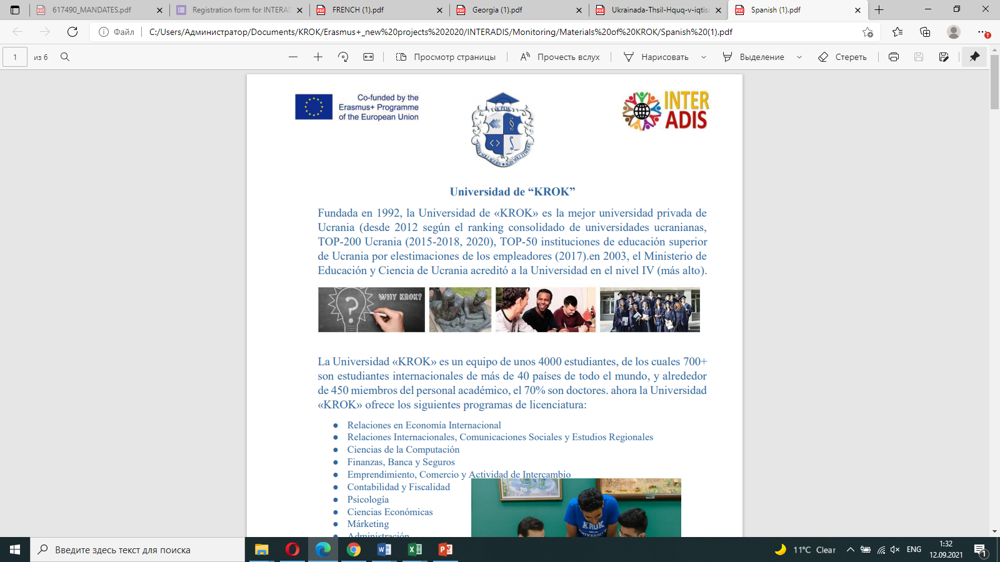 617490_MANDATES.pdf
Registration form for INTERAD
FRENCH (1).pdf
Georgia (1).pdf
Ukrainada-Thsil-Hquq-v-iqtisa
Spanish (1).pdf
Файл
C:/Users/Администратор/Documents/KROK/Erasmus+_new%20projects%202020/INTERADIS/Monitoring/Materials%20of%20KROK/Spanish%20(1).pdf
1
1 из 6
Просмотр страницы
Прочесть вслух
Нарисовать
Выделение
Стереть
Co-funded by the
Erasmus+ Programme
of the European Union
КРОК
INTER
ADIS
Universidad de “KROK”
Fundada en 1992, la Universidad de «KROK» es la mejor universidad privada de
Ucrania (desde 2012 según el ranking consolidado de universidades ucranianas,
TOP-200 Ucrania (2015-2018, 2020), TOP-50 instituciones de educación superior
de Ucrania por elestimaciones de los empleadores (2017).en 2003, el Ministerio de
Educación y Ciencia de Ucrania acreditó a la Universidad en el nivel IV (más alto).
WHY KROK?
La Universidad «KROK» es un equipo de unos 4000 estudiantes, de los cuales 700+
son estudiantes internacionales de más de 40 países de todo el mundo, y alrededor
de 450 miembros del personal académico, el 70% son doctores. ahora la Universidad
«KROK» ofrece los siguientes programas de licenciatura:
● Relaciones en Economía Internacional
● Relaciones Internacionales, Comunicaciones Sociales y Estudios Regionales
● Ciencias de la Computación
● Finanzas, Banca y Seguros
● Emprendimiento, Comercio y Actividad de Intercambio
● Contabilidad y Fiscalidad
● Psicología
● Ciencias Económicas
● Márketing
● Administración
KROK
UNIVERSITY
Введите здесь текст для поиска
11°C Clear
ENG
1:32
12.09.2021
1